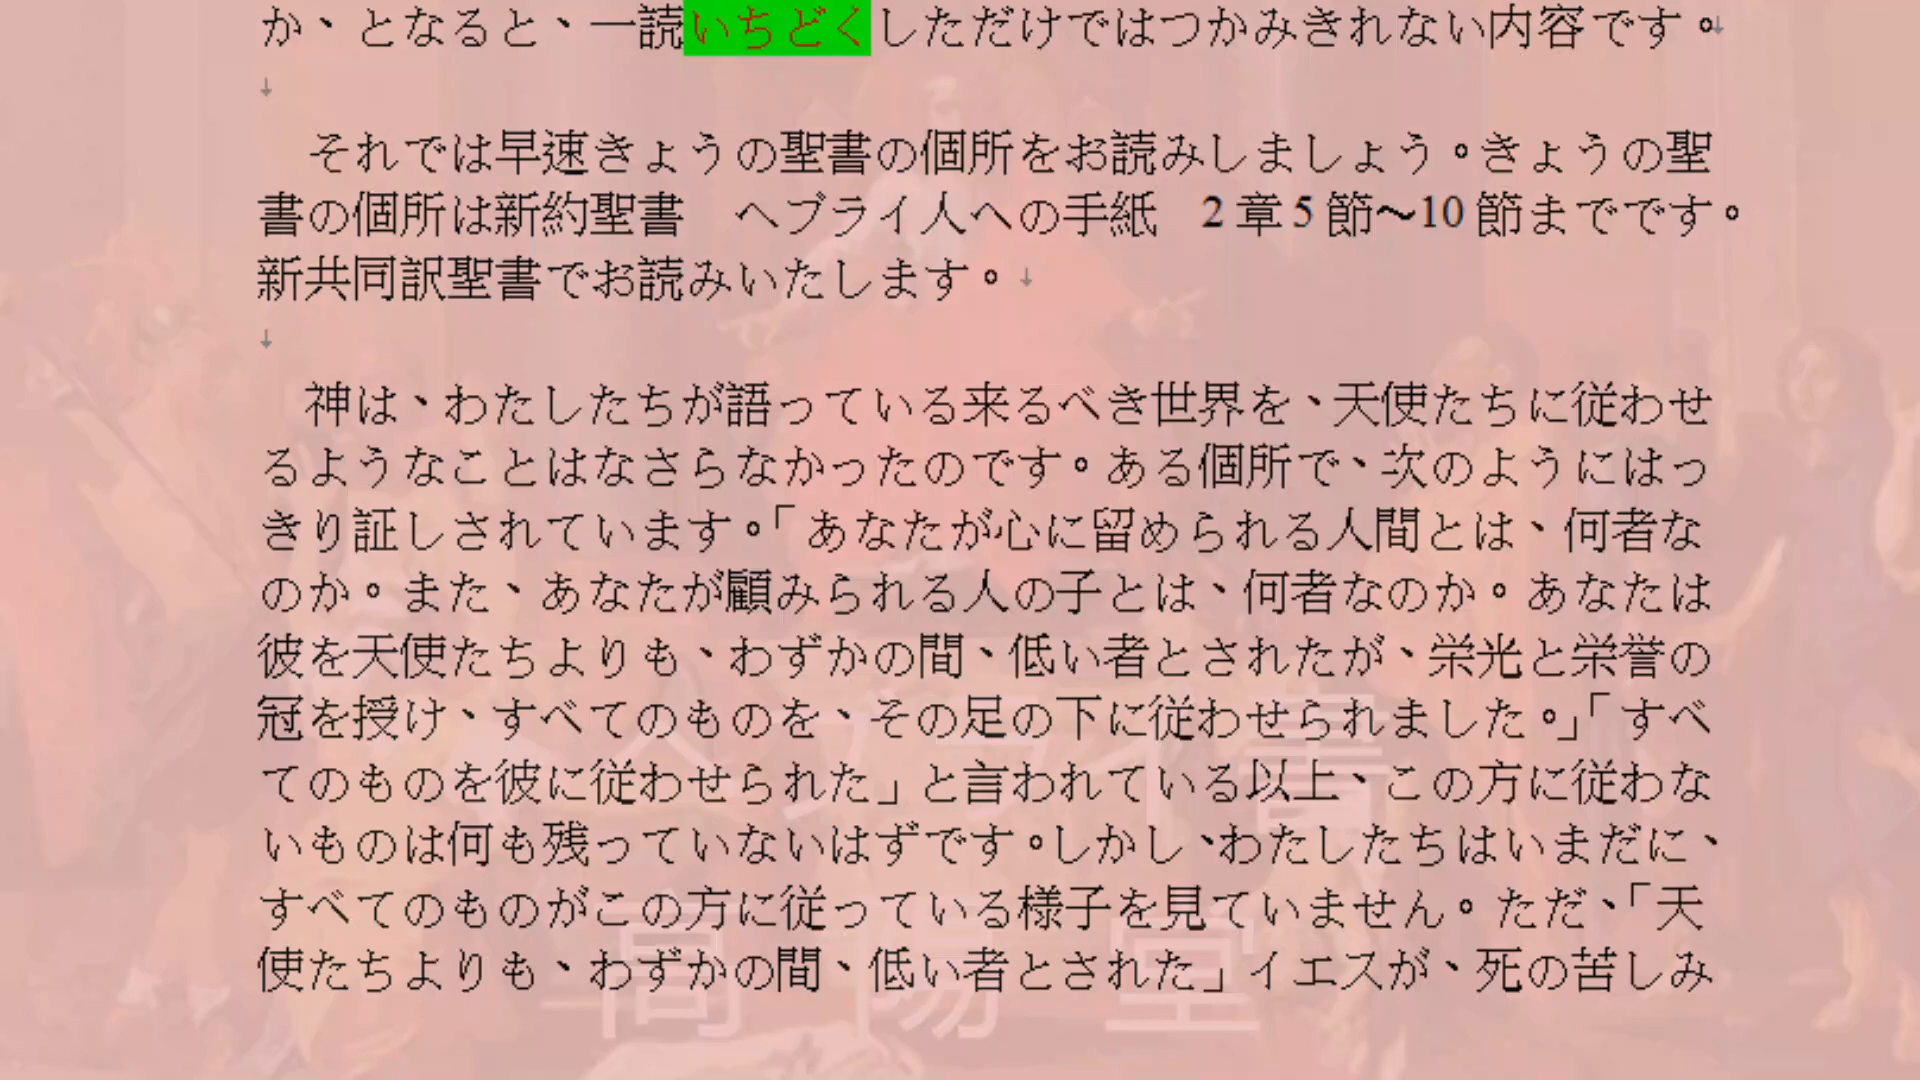 か、となると、一読いちどくしただけではつかみきれない内容です。↓
↓
それでは早速きょうの聖書の個所をお読みしましょう。きょうの聖
書の個所は新約聖書　ヘブライ人への手紙　2 章 5 節～10 節までです。
新共同訳聖書でお読みいたします。↓
↓
神は、わたしたちが語っている来るべき世界を、天使たちに従わせ
るようなことはなさらなかったのです。ある個所で、次のようにはっ
きり証しされています。「あなたが心に留められる人間とは、何者な
のか。また、あなたが顧みられる人の子とは、何者なのか。あなたは
彼を天使たちよりも、わずかの間、低い者とされたが、栄光と栄誉の
冠を授け、すべてのものを、その足の下に従わせられました。」「すべ
てのものを彼に従わせられた」と言われている以上、この方に従わな
いものは何も残っていないはずです。しかし、わたしたちはいまだに、
すべてのものがこの方に従っている様子を見ていません。ただ、「天
使たちよりも、わずかの間、低い者とされた」イエスが、死の苦しみ
ヘブライ書
高陽堂